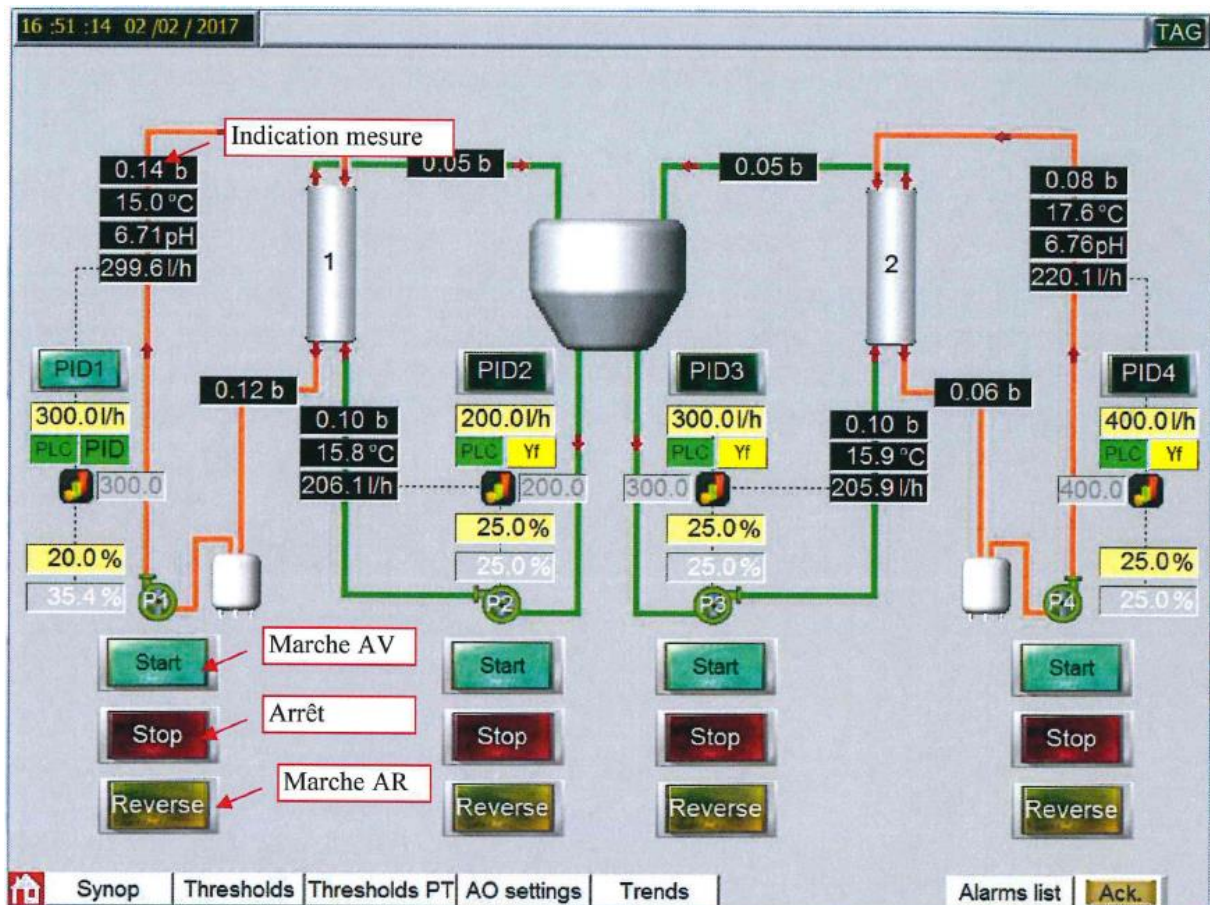 16 :51 :14 02 /02 / 2017
TAG
Indication mesure
0.14 b
15.0 °C
6.71 pH
299.6 l/h
0.05 b
0.05 b
0.08 b
17.6 °C
6.76 pH
220.1 l/h
1
2
PID1
300.0 l/h
PLC PID
300.0
20.0 %
35.4 %
P1
0.12 b
0.10 b
15.8 °C
206.1 l/h
PID2
200.0 l/h
PLC Yf
200.0
25.0 %
25.0 %
P2
PID3
300.0 l/h
PLC Yf
300.0
25.0 %
25.0 %
P3
0.10 b
15.9 °C
205.9 l/h
0.06 b
PID4
400.0 l/h
PLC Yf
400.0
25.0 %
25.0 %
P4
Start Marche AV Start Start Start
Stop Arrêt Stop Stop Stop
Reverse Marche AR Reverse Reverse Reverse
Synop Thresholds Thresholds PT AO settings Trends Alarms list Ack.